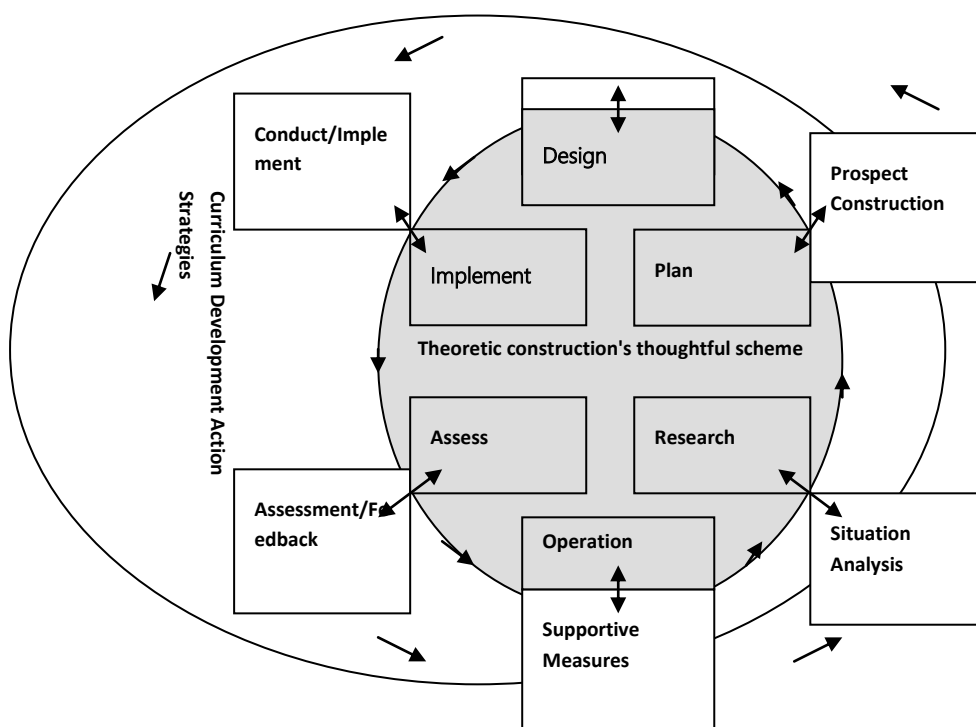 Design
Conduct/Imple
ment
Prospect
Construction
Curriculum Development Action
Strategies
Implement
Plan
Theoretic construction's thoughtful scheme
Assess
Research
Assessment/Fe
edback
Operation
Situation
Analysis
Supportive
Measures